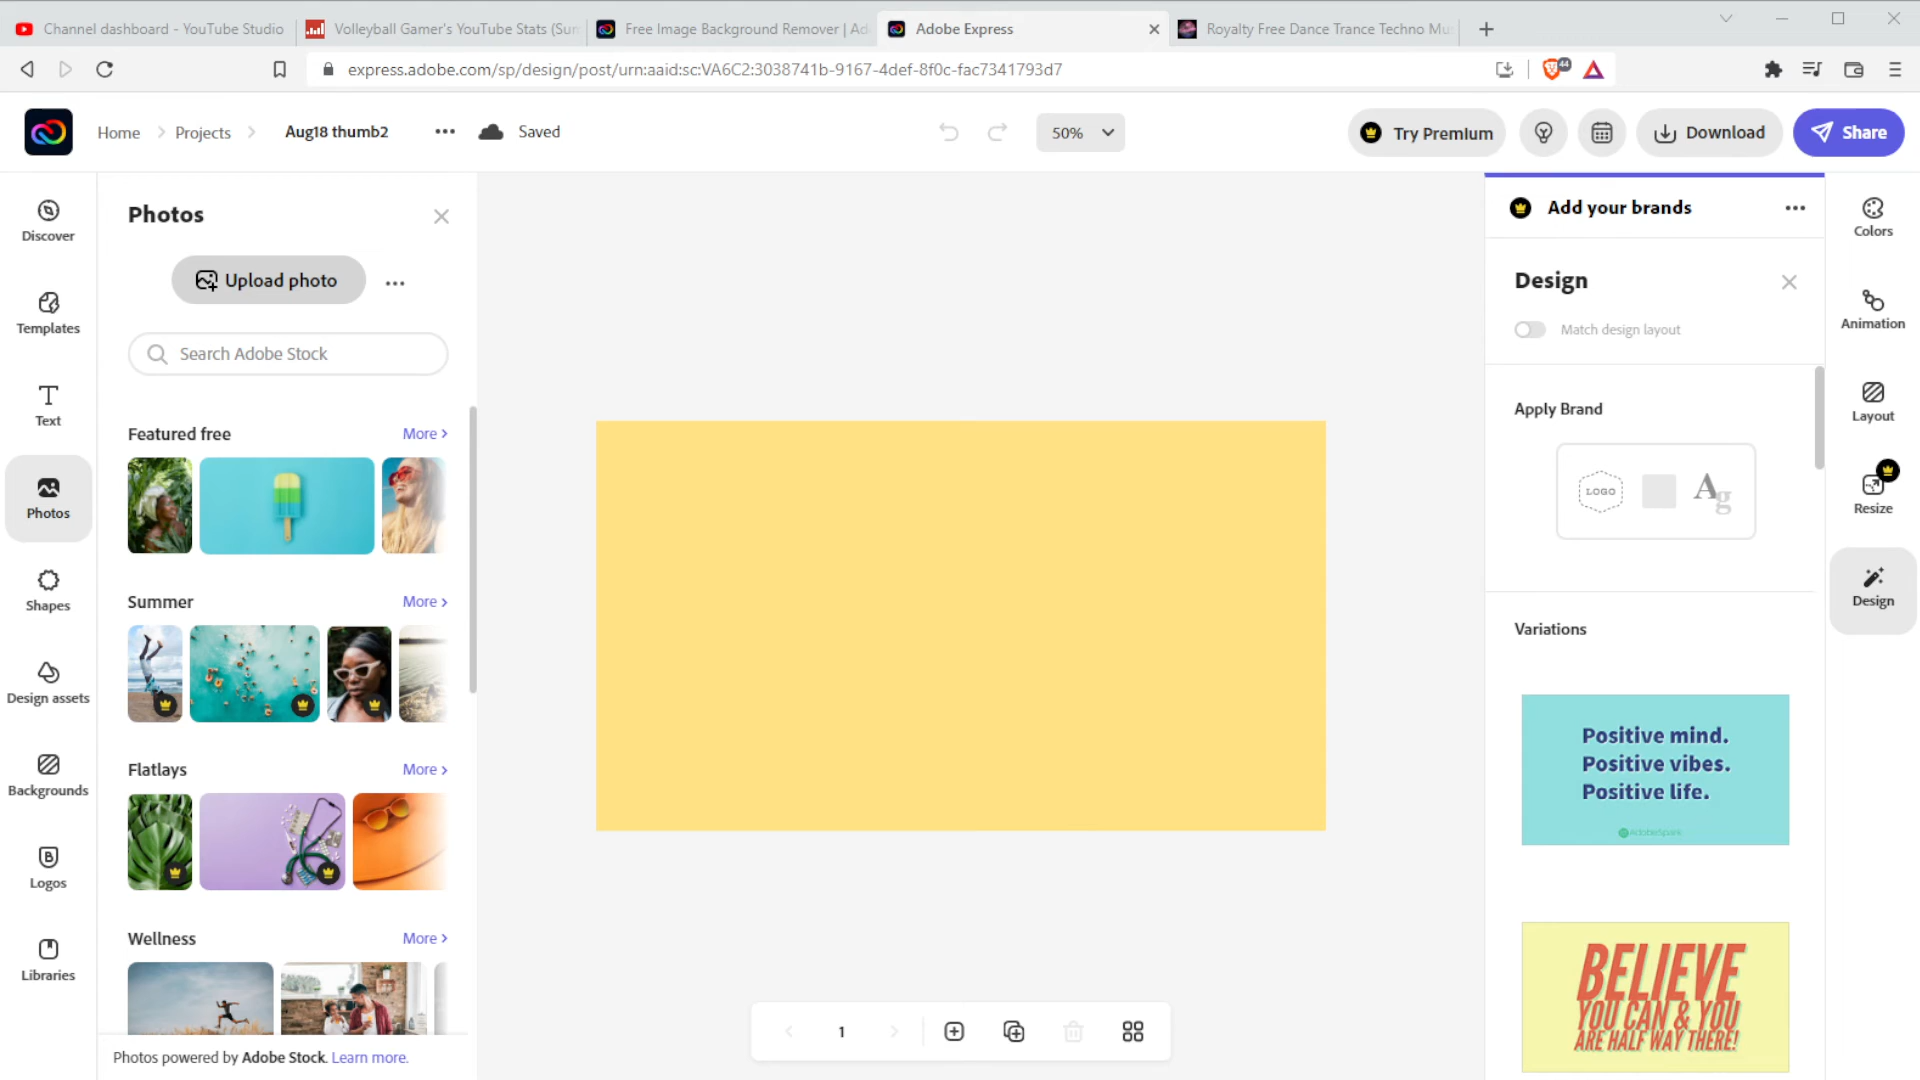 Channel dashboard - YouTube Studio
Volleyball Gamer's YouTube Stats (Sum
Free Image Background Remover | Ad
Adobe Express
Royalty Free Dance Trance Techno Mus
express.adobe.com/sp/design/post/urn:aaid:sc:VA6C2:3038741b-9167-4def-8f0c-fac7341793d7
44
Home
Projects
Aug18 thumb2
Saved
50%
Try Premium
Download
Share
Discover
Templates
Text
Photos
Shapes
Design assets
Backgrounds
Logos
Libraries
Photos
Upload photo
Search Adobe Stock
Featured free
More >
Summer
More >
Flatlays
More >
Wellness
More >
Photos powered by Adobe Stock. Learn more.
1
Add your brands
Design
Match design layout
Apply Brand
LOGO
Ag
Variations
Positive mind.
Positive vibes.
Positive life.
AdobeSpark
BELIEVE
YOU CAN & YOU
ARE HALF WAY THERE!
Colors
Animation
Layout
Resize
Design